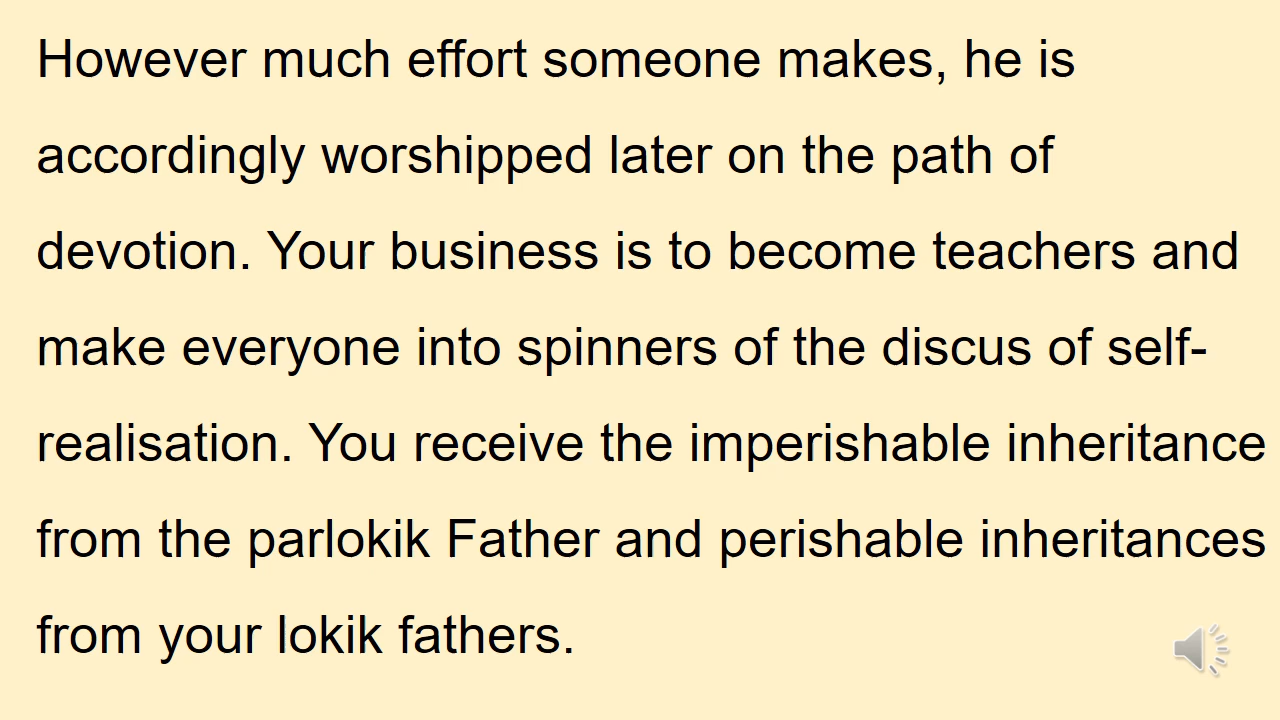 However much effort someone makes, he is
accordingly worshipped later on the path of
devotion. Your business is to become teachers and
make everyone into spinners of the discus of self-
realisation. You receive the imperishable inheritance
from the parlokik Father and perishable inheritances
from your lokik fathers.